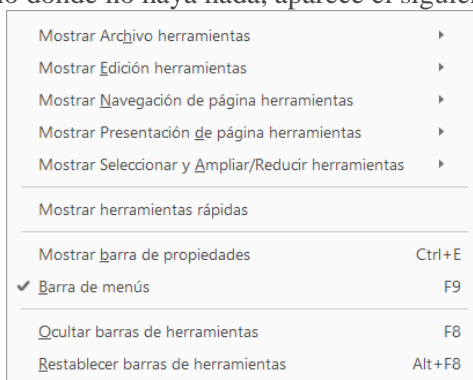 no donde no haya nada, aparece el siguie
Mostrar Archivo herramientas
Mostrar Edición herramientas
Mostrar Navegación de página herramientas
Mostrar Presentación de página herramientas
Mostrar Seleccionar y Ampliar/Reducir herramientas
Mostrar herramientas rápidas
Mostrar barra de propiedades Ctrl+E
Barra de menús F9
Ocultar barras de herramientas F8
Restablecer barras de herramientas Alt+F8